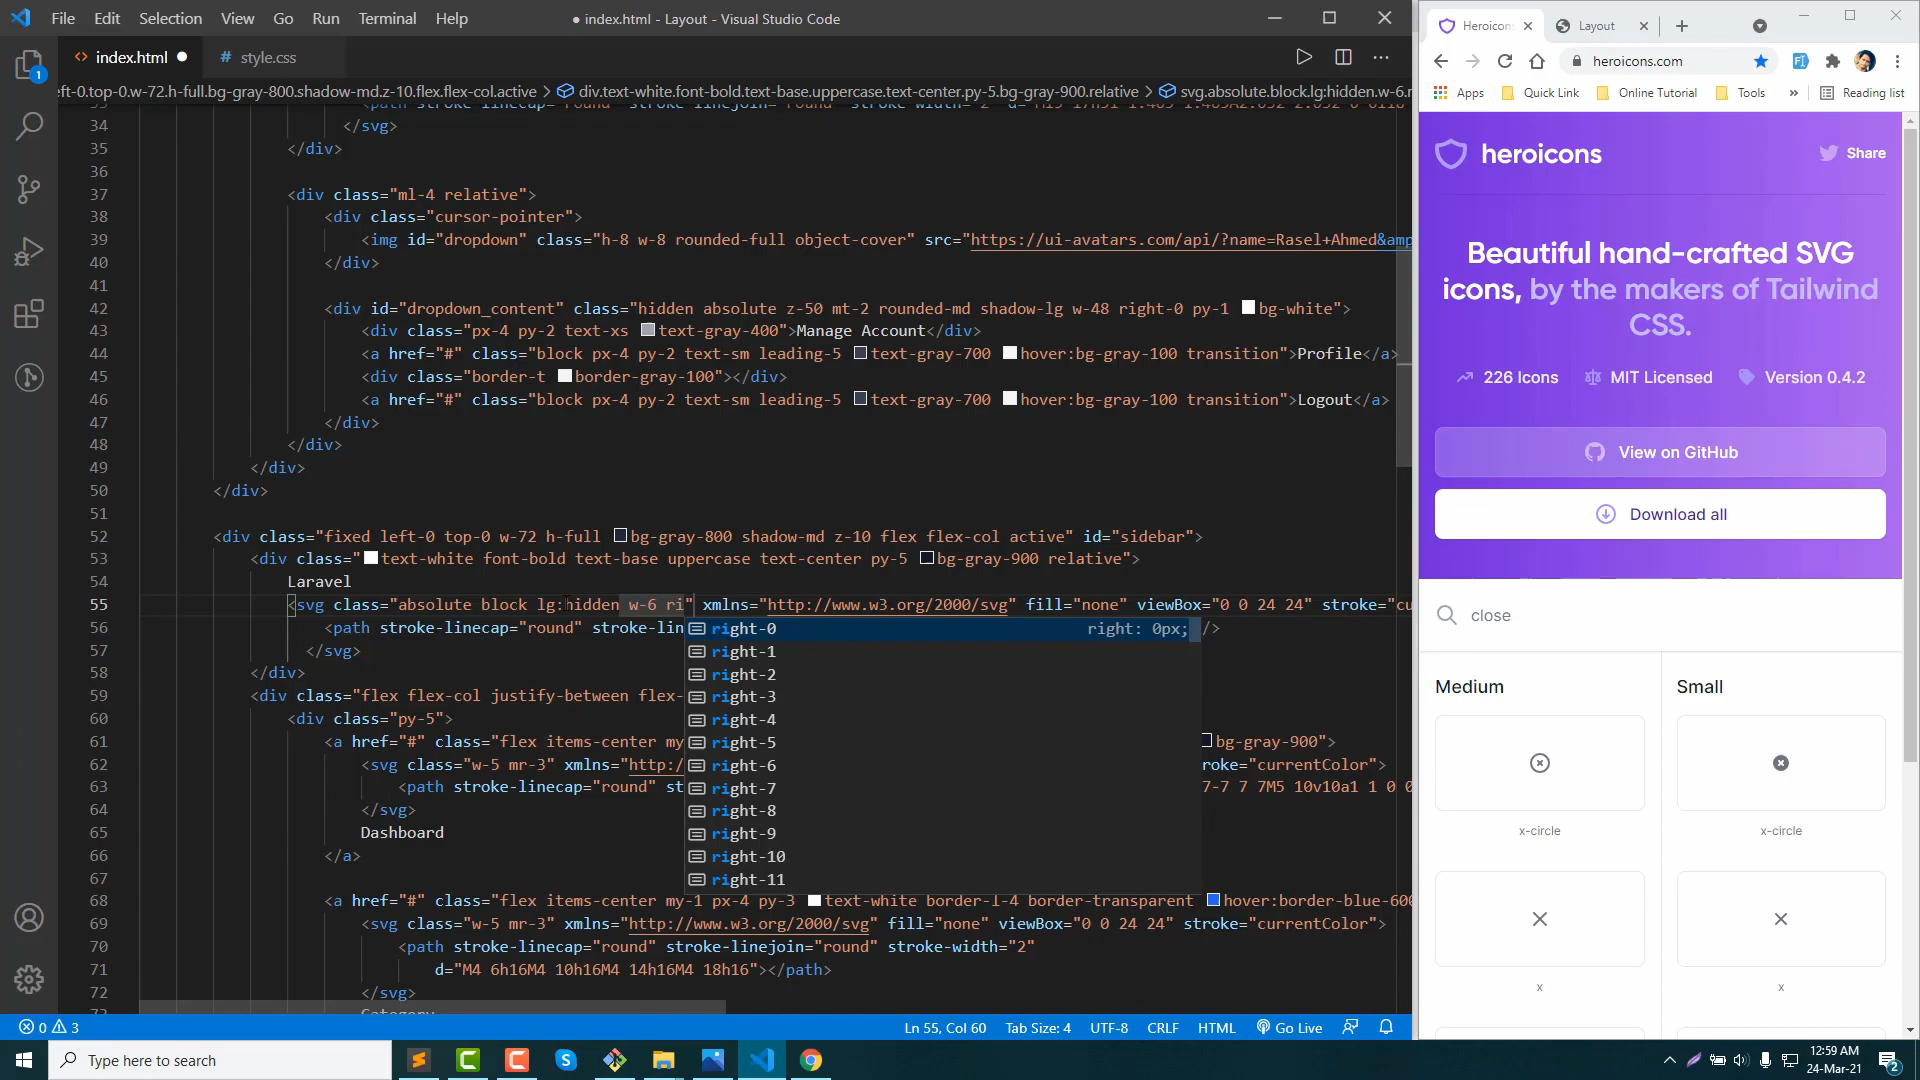 File Edit Selection View Go Run Terminal Help
● index.html - Layout - Visual Studio Code
index.html ●
# style.css
1
eft-0.top-0.w-72.h-full.bg-gray-800.shadow-md.z-10.flex.flex-col.active > div.text-white.font-bold.text-base.uppercase.text-center.py-5.bg-gray-900.relative > svg.absolute.block.lg:hidden.w-6.r
34 </svg>
35 </div>
36
37 <div class="ml-4 relative">
38 <div class="cursor-pointer">
39 <img id="dropdown" class="h-8 w-8 rounded-full object-cover" src="https://ui-avatars.com/api/?name=Rasel+Ahmed&amp
40 </div>
41
42 <div id="dropdown_content" class="hidden absolute z-50 mt-2 rounded-md shadow-lg w-48 right-0 py-1 bg-white">
43 <div class="px-4 py-2 text-xs text-gray-400">Manage Account</div>
44 <a href="#" class="block px-4 py-2 text-sm leading-5 text-gray-700 hover:bg-gray-100 transition">Profile</a>
45 <div class="border-t border-gray-100"></div>
46 <a href="#" class="block px-4 py-2 text-sm leading-5 text-gray-700 hover:bg-gray-100 transition">Logout</a>
47 </div>
48 </div>
49 </div>
50 </div>
51
52 <div class="fixed left-0 top-0 w-72 h-full bg-gray-800 shadow-md z-10 flex flex-col active" id="sidebar">
53 <div class="text-white font-bold text-base uppercase text-center py-5 bg-gray-900 relative">
54 Laravel
55 <svg class="absolute block lg:hidden w-6 ri" xmlns="http://www.w3.org/2000/svg" fill="none" viewBox="0 0 24 24" stroke="cu
56 <path stroke-linecap="round" stroke-lin />
57 </svg>
58 </div>
59 <div class="flex flex-col justify-between flex-
60 <div class="py-5">
61 <a href="#" class="flex items-center my bg-gray-900">
62 <svg class="w-5 mr-3" xmlns="http:/ roke="currentColor">
63 <path stroke-linecap="round" st 7-7 7 7M5 10v10a1 1 0 0
64 </svg>
65 Dashboard
66 </a>
67
68 <a href="#" class="flex items-center my-1 px-4 py-3 text-white border-l-4 border-transparent hover:border-blue-600
69 <svg class="w-5 mr-3" xmlns="http://www.w3.org/2000/svg" fill="none" viewBox="0 0 24 24" stroke="currentColor">
70 <path stroke-linecap="round" stroke-linejoin="round" stroke-width="2"
71 d="M4 6h16M4 10h16M4 14h16M4 18h16"></path>
72 </svg>
right-0 right: 0px;
right-1
right-2
right-3
right-4
right-5
right-6
right-7
right-8
right-9
right-10
right-11
0 3
Ln 55, Col 60 Tab Size: 4 UTF-8 CRLF HTML Go Live
Heroicons
Layout
heroicons.com
Apps Quick Link Online Tutorial Tools » Reading list
heroicons
Share
Beautiful hand-crafted SVG
icons, by the makers of Tailwind
CSS.
226 Icons MIT Licensed Version 0.4.2
View on GitHub
Download all
close
Medium Small
x-circle x-circle
x x
Type here to search
12:59 AM
24-Mar-21
2